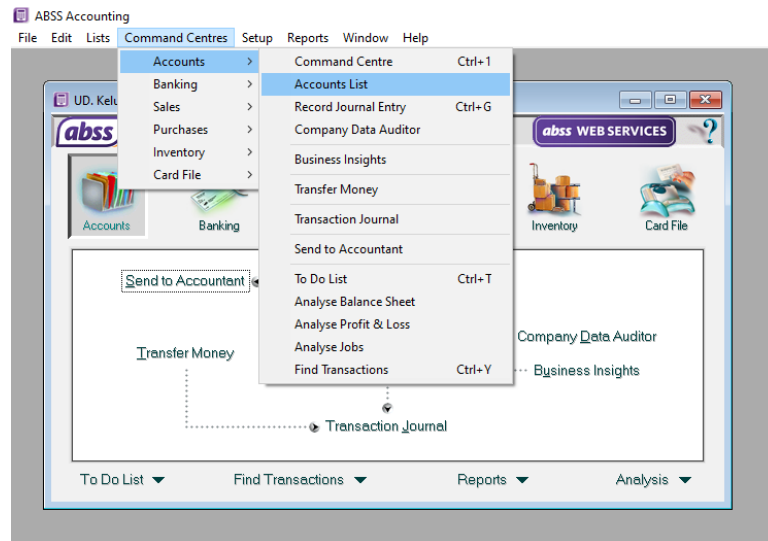 ABSS Accounting
File Edit Lists Command Centres Setup Reports Window Help
Accounts >
Banking >
Sales >
Purchases >
Inventory >
Card File >
Command Centre Ctrl+1
Accounts List
Record Journal Entry Ctrl+G
Company Data Auditor
Business Insights
Transfer Money
Transaction Journal
Send to Accountant
To Do List Ctrl+T
Analyse Balance Sheet
Analyse Profit & Loss
Analyse Jobs
Find Transactions Ctrl+Y
UD. Kelu
abss
abss WEB SERVICES ?
Accounts
Banking
Inventory
Card File
Send to Accountant
Transfer Money
Company Data Auditor
Business Insights
Transaction Journal
To Do List Find Transactions Reports Analysis